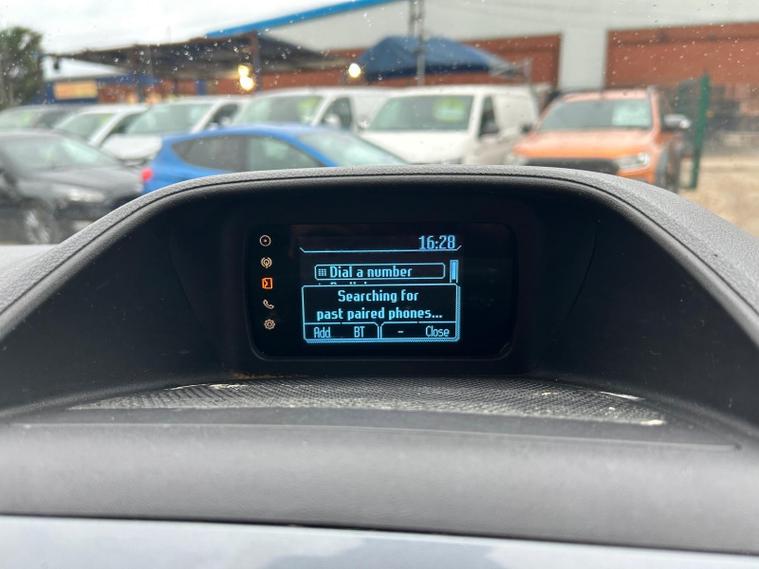 16:28
Dial a number
Searching for
past paired phones...
Add BT - Close